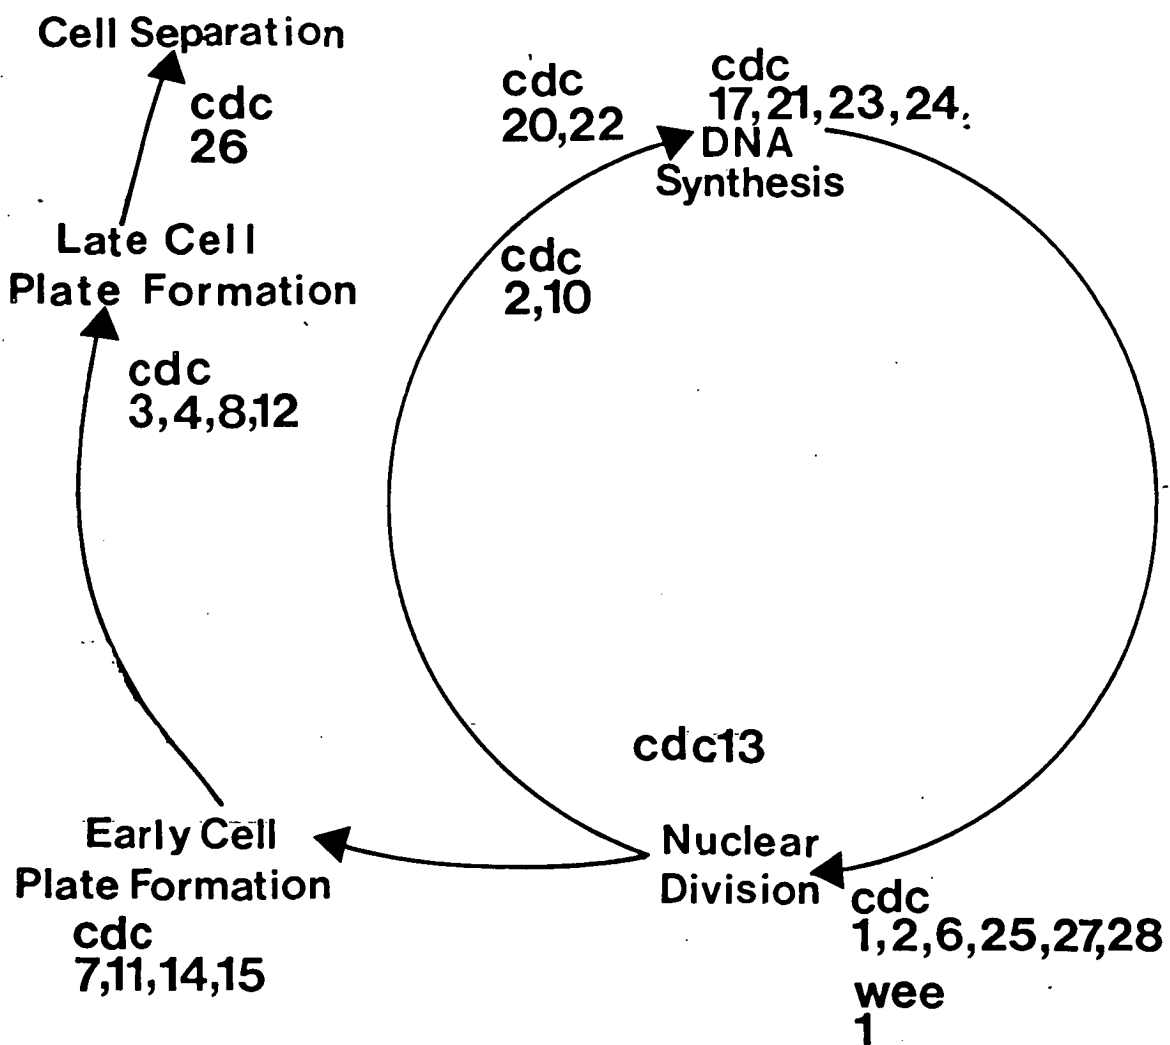 Cell Separation
cdc
26
Late Cell
Plate Formation
cdc
3,4,8,12
cdc
20,22
cdc
17,21,23,24
DNA
Synthesis
cdc
2,10
cdc13
Nuclear
Division
cdc
1,2,6,25,27,28
wee
1
Early Cell
Plate Formation
cdc
7,11,14,15